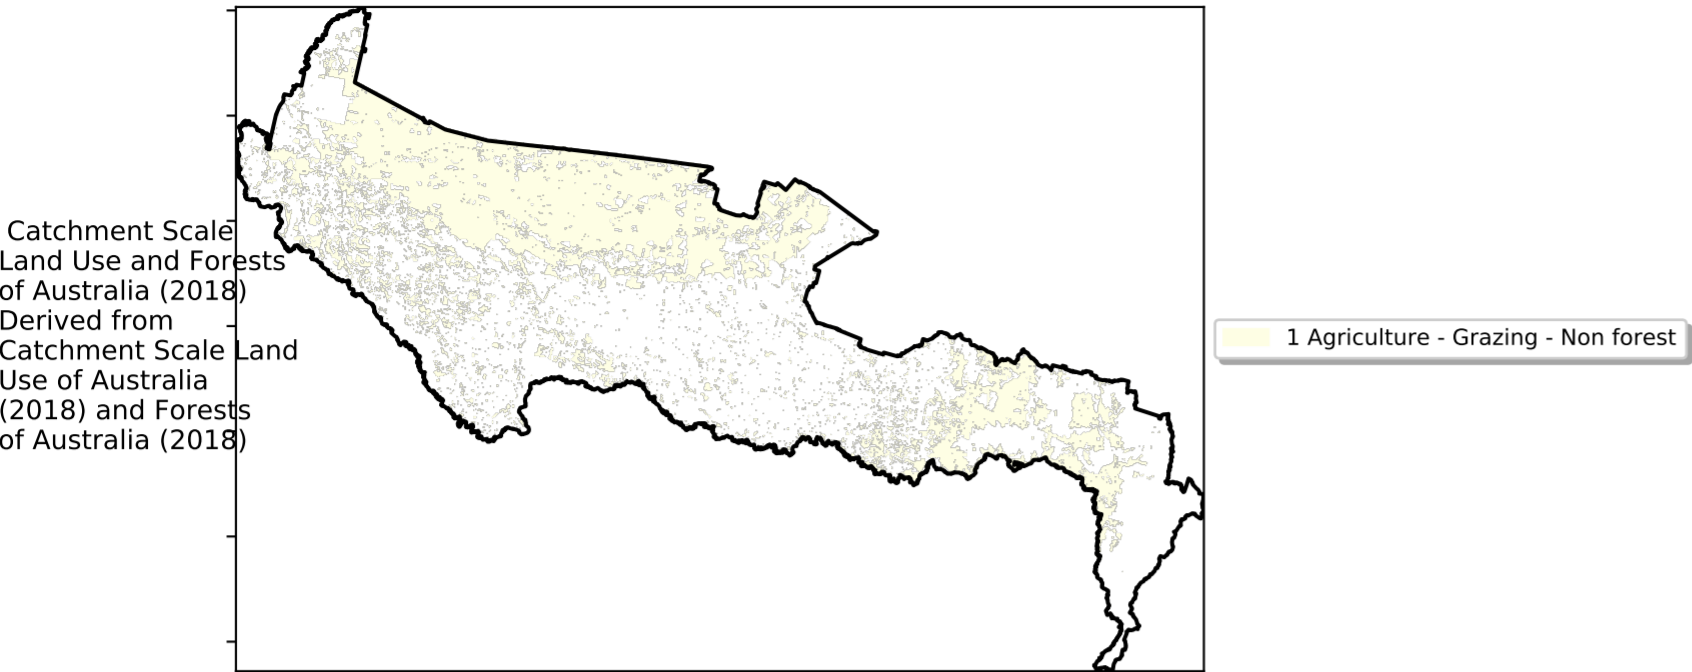 Catchment Scale
Land Use and Forests
of Australia (2018)
Derived from
Catchment Scale Land
Use of Australia
(2018) and Forests
of Australia (2018)
1 Agriculture - Grazing - Non forest